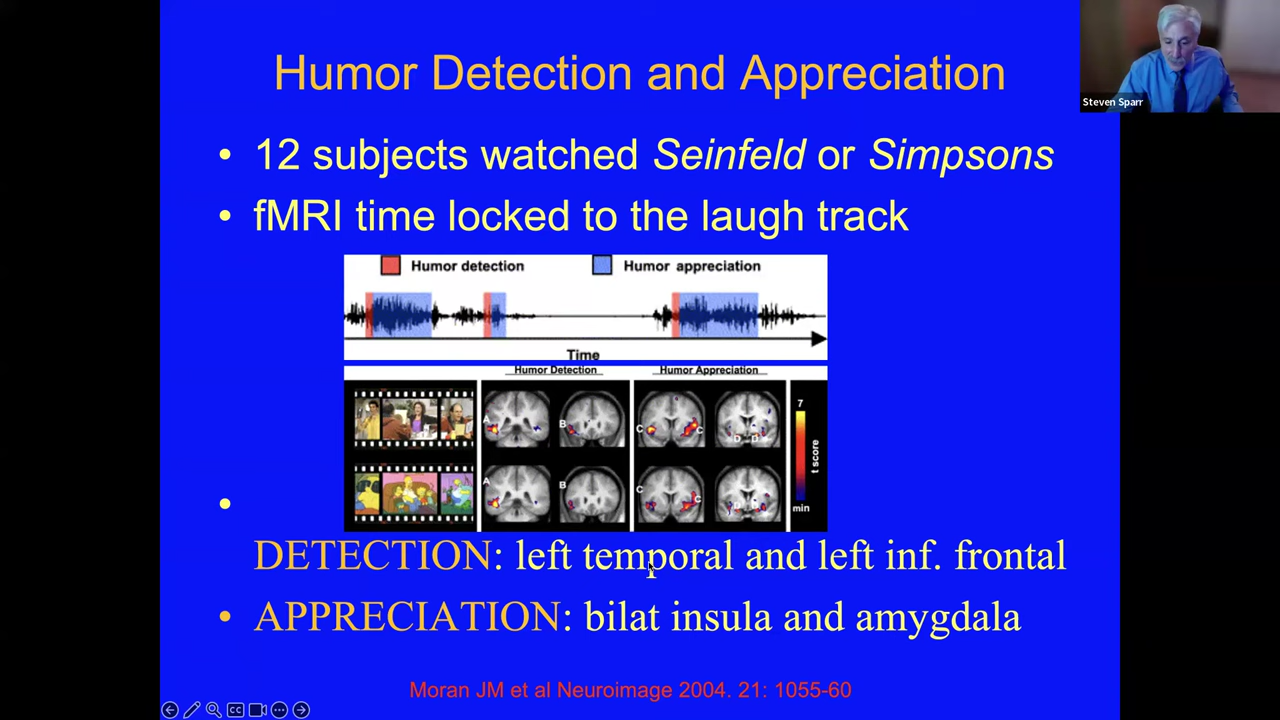 Humor Detection and Appreciation
Steven Sparr
• 12 subjects watched Seinfeld or Simpsons
• fMRI time locked to the laugh track
Humor detection
Humor appreciation
Time
Humor Detection
Humor Appreciation
A
B
C
C
D
D
7
t score
min
A
B
C
C
D
D
•
DETECTION: left temporal and left inf. frontal
• APPRECIATION: bilat insula and amygdala
Moran JM et al Neuroimage 2004. 21: 1055-60
CC